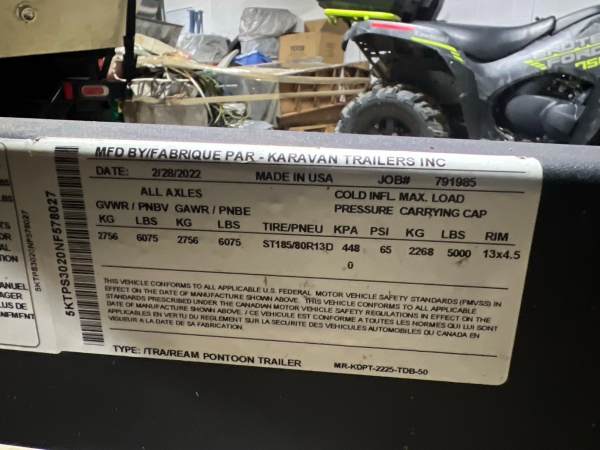 MFD BY/FABRIQUE PAR - KARAVAN TRAILERS INC
DATE: 2/28/2022 MADE IN USA JOB# 791985
ALL AXLES COLD INFL. MAX. LOAD
GVWR / PNBV GAWR / PNBE PRESSURE CARRYING CAP
KG LBS KG LBS TIRE/PNEU KPA PSI KG LBS RIM
2756 6075 2756 6075 ST185/80R13D 448 65 2268 5000 13x4.5
0
THIS VEHICLE CONFORMS TO ALL APPLICABLE U.S. FEDERAL MOTOR VEHICLE SAFETY STANDARDS (FMVSS) IN
EFFECT ON THE DATE OF MANUFACTURE SHOWN ABOVE. / THIS VEHICLE CONFORMS TO ALL APPLICABLE
STANDARDS PRESCRIBED UNDER THE CANADIAN MOTOR VEHICLE SAFETY REGULATIONS IN EFFECT ON THE
DATE OF MANUFACTURE SHOWN ABOVE. / CE VEHICULE EST CONFORME A TOUTES LES NORMES QUI LUI SONT
APPLICABLES EN VERTU DU REGLEMENT SUR LA SECURITE DES VEHICULES AUTOMOBILES DU CANADA EN
VIGUEUR A LA DATE DE SA FABRICATION.
TYPE: /TRA/REAM PONTOON TRAILER MR-KDPT-2225-TDB-50
5KTPS3020NF578027
5KTPS3020NF578027
MANUEL
PLUS DE
FORCE
750